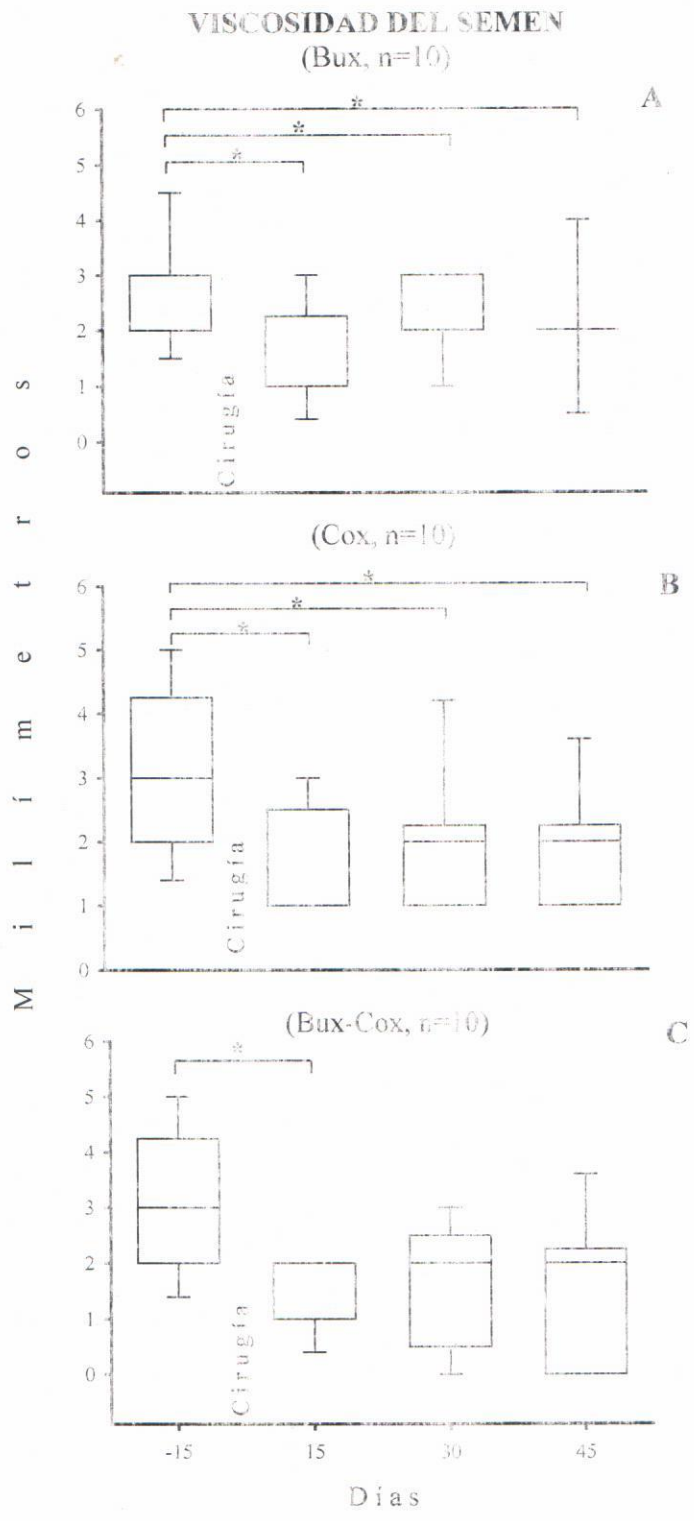 VISCOSIDAD DEL SEMEN
(Bux, n=10)
A
6
5
4
3
2
1
0
*
*
*
Cirugía
(Cox, n=10)
B
6
5
4
3
2
1
0
*
*
*
Cirugía
Milímetros
(Bux-Cox, n=10)
C
6
5
4
3
2
1
0
*
Cirugía
-15 15 30 45
Días